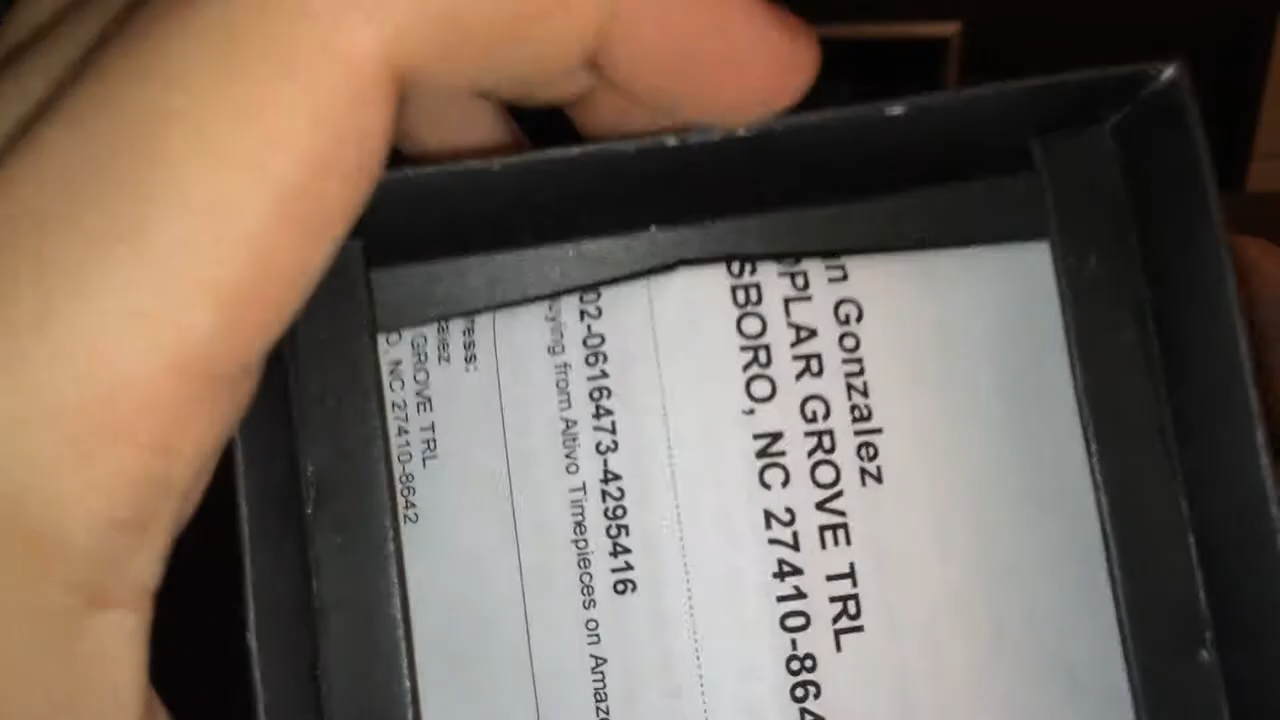 n Gonzalez
PLAR GROVE TRL
SBORO, NC 27410-864
02-0616473-4295416
ying from Altivo Timepieces on Amazo
ress:
alez
GROVE TRL
O, NC 27410-8642